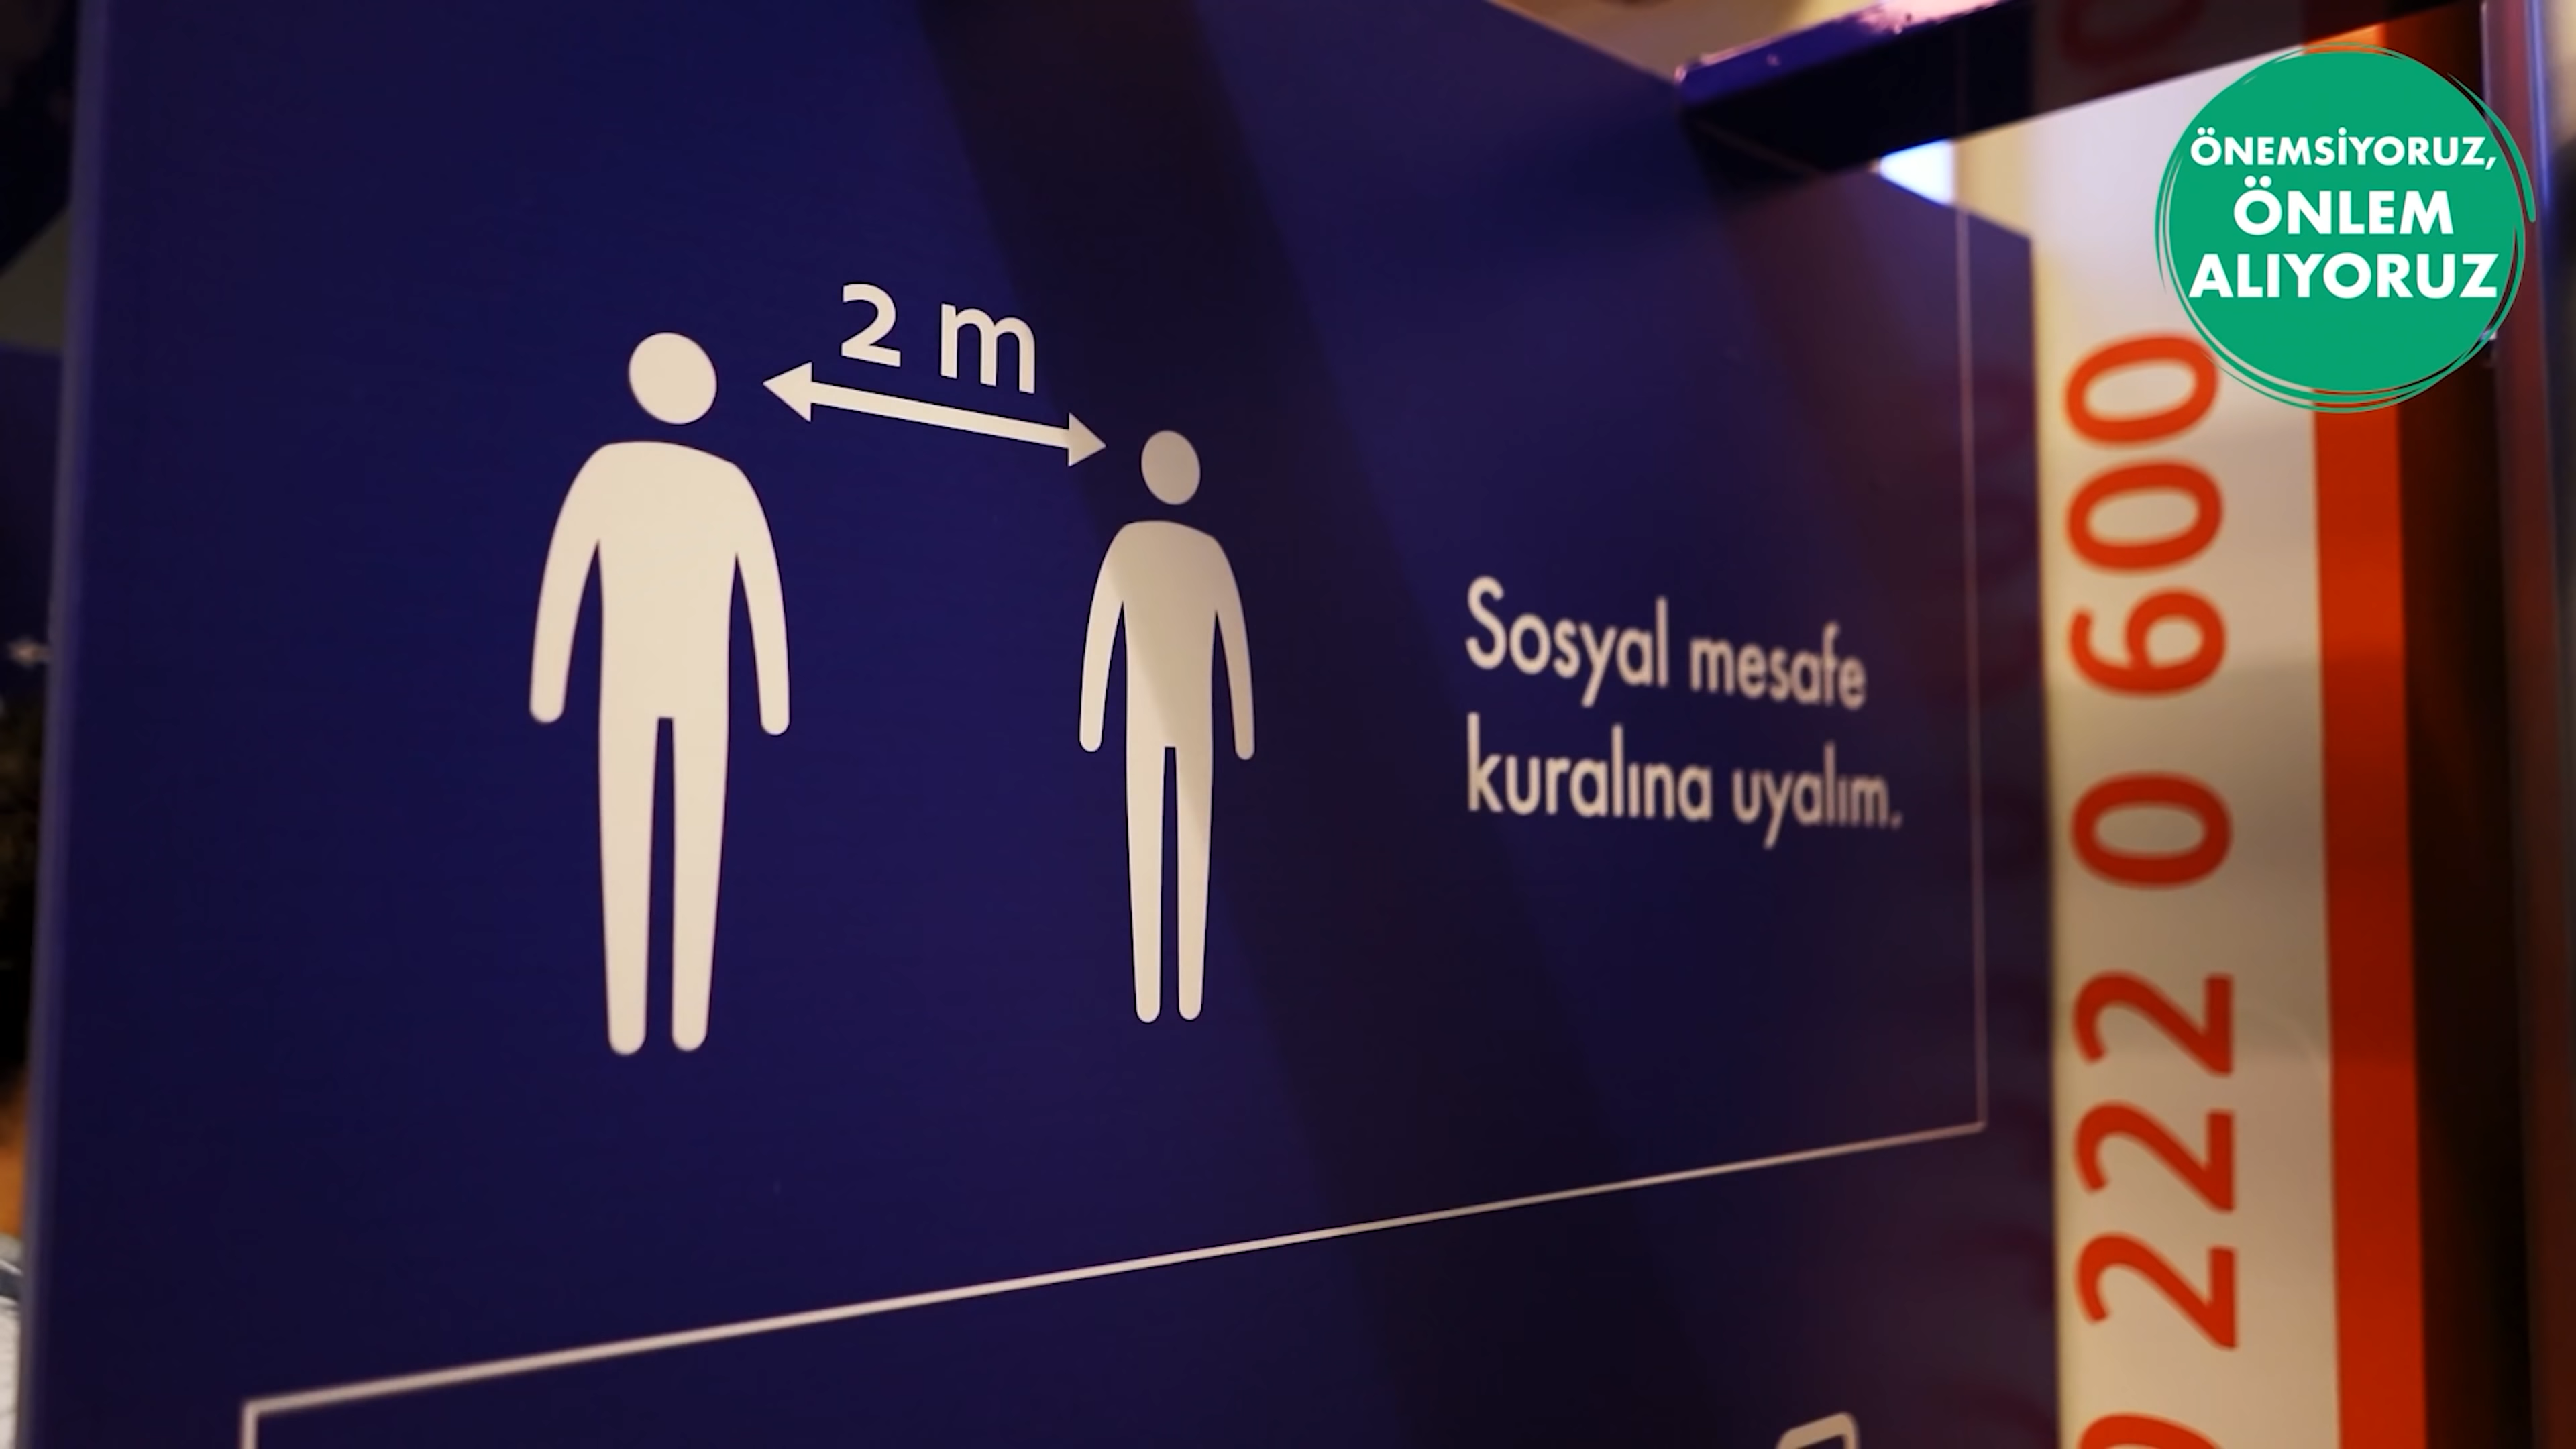 2 m
Sosyal mesafe
kuralına uyalım.
ÖNEMSİYORUZ,
ÖNLEM
ALIYORUZ
222 0 600